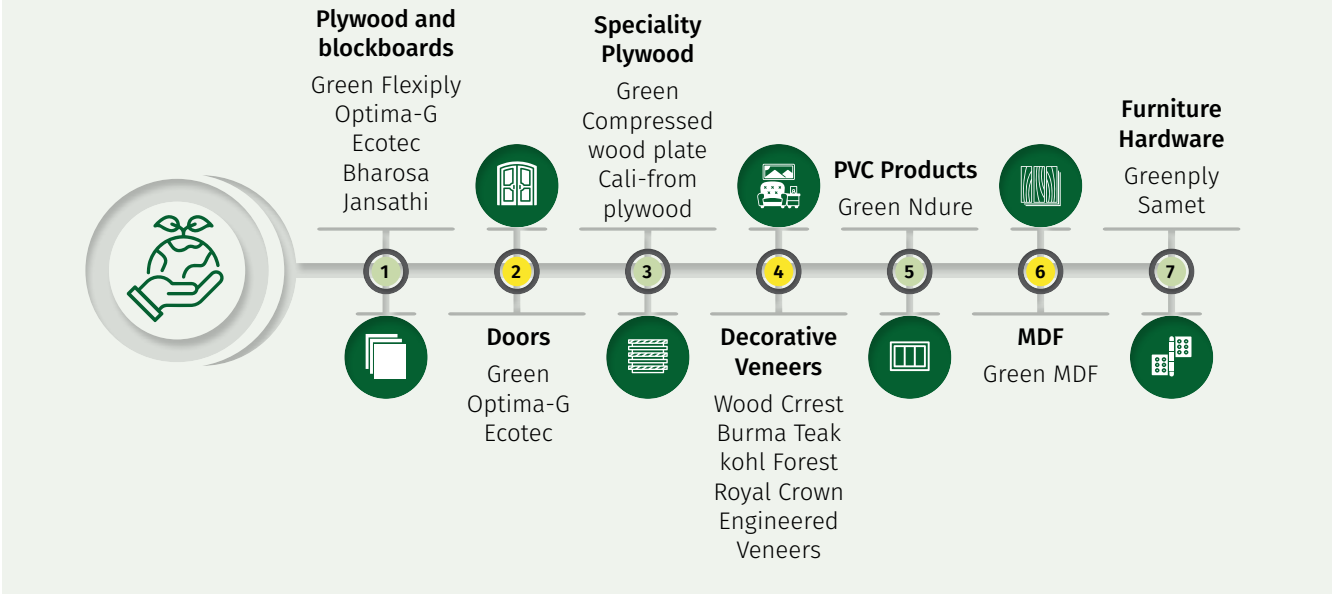 Plywood and
blockboards
Green Flexiply
Optima-G
Ecotec
Bharosa
Jansathi
1
2
Doors
Green
Optima-G
Ecotec
Speciality
Plywood
Green
Compressed
wood plate
Cali-from
plywood
3
4
Decorative
Veneers
Wood Crrest
Burma Teak
kohl Forest
Royal Crown
Engineered
Veneers
PVC Products
Green Ndure
5
6
MDF
Green MDF
Furniture
Hardware
Greenply
Samet
7